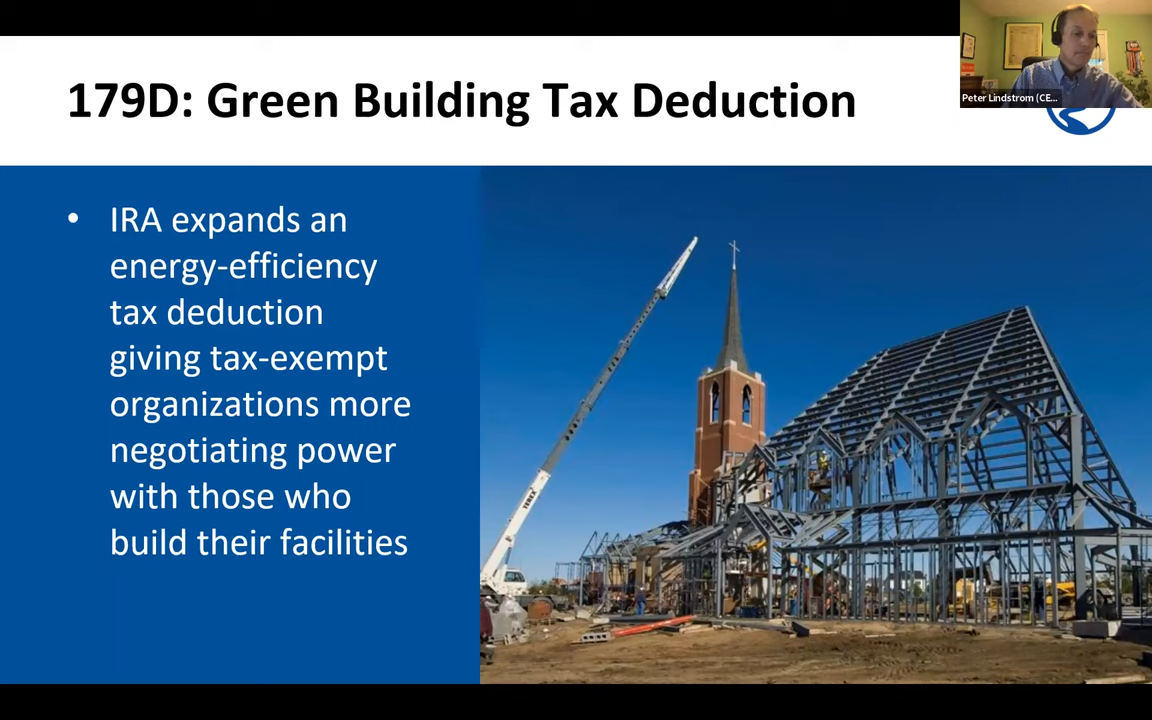 179D: Green Building Tax Deduction
Peter Lindstrom (CE...
• IRA expands an
energy-efficiency
tax deduction
giving tax-exempt
organizations more
negotiating power
with those who
build their facilities
TEREX